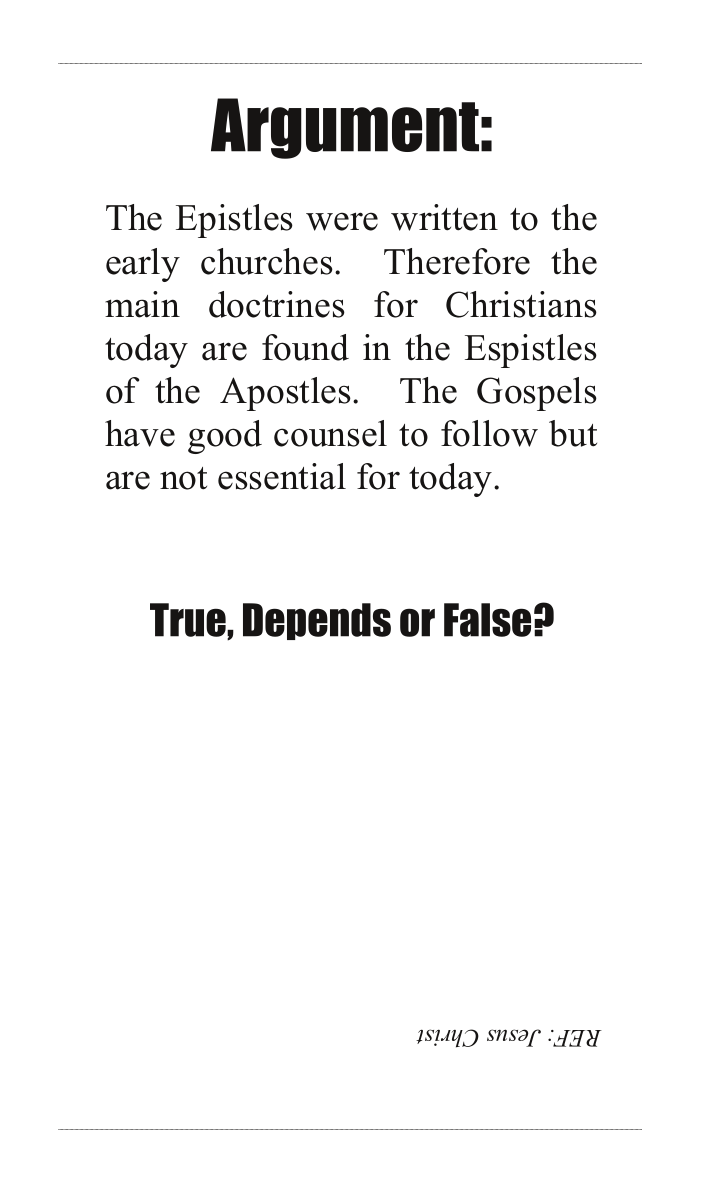 Argument:
The Epistles were written to the
early churches. Therefore the
main doctrines for Christians
today are found in the Espistles
of the Apostles. The Gospels
have good counsel to follow but
are not essential for today.
True, Depends or False?
REF: Jesus Christ